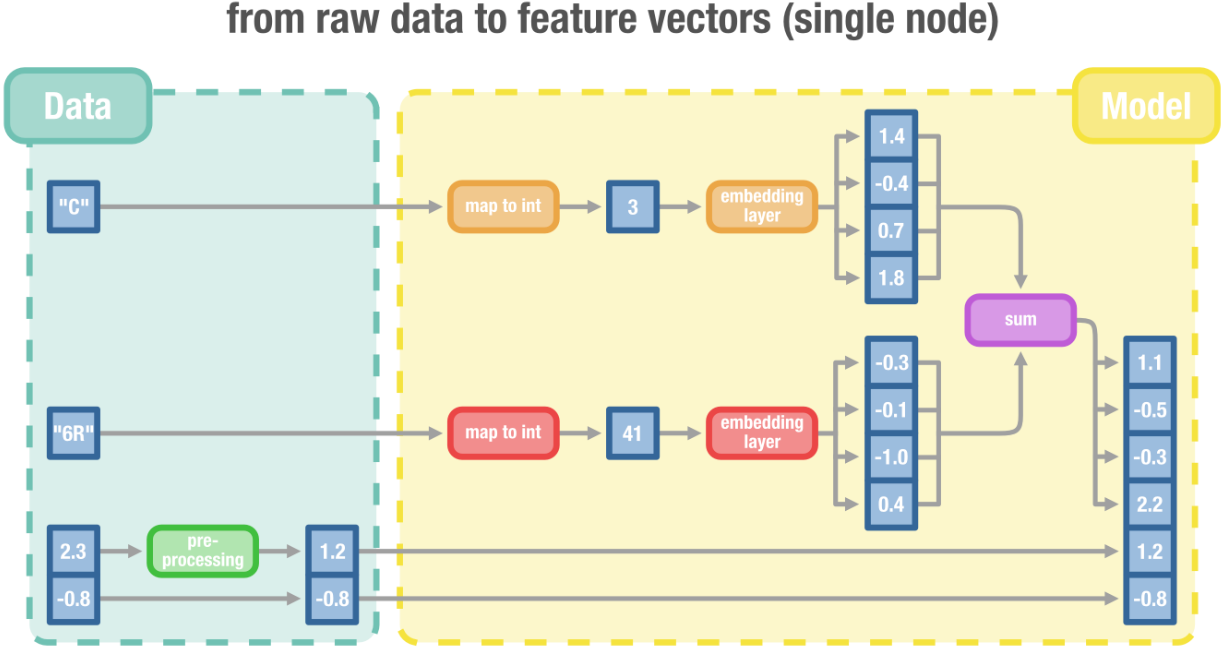 from raw data to feature vectors (single node)
Data
Model
"C"
map to int
3
embedding
layer
1.4
-0.4
0.7
1.8
sum
"6R"
map to int
41
embedding
layer
-0.3
-0.1
-1.0
0.4
1.1
-0.5
-0.3
2.2
1.2
-0.8
2.3
-0.8
pre-
processing
1.2
-0.8